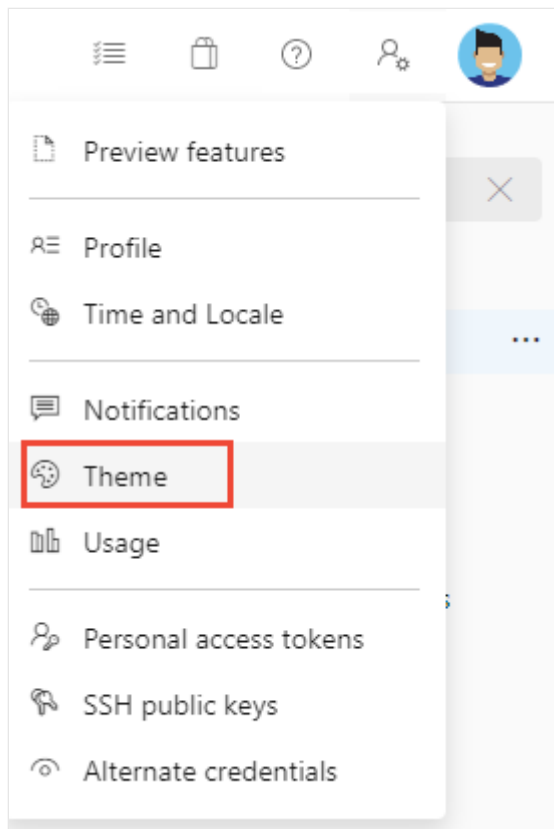 Preview features
Profile
Time and Locale
Notifications
Theme
Usage
s
Personal access tokens
SSH public keys
Alternate credentials